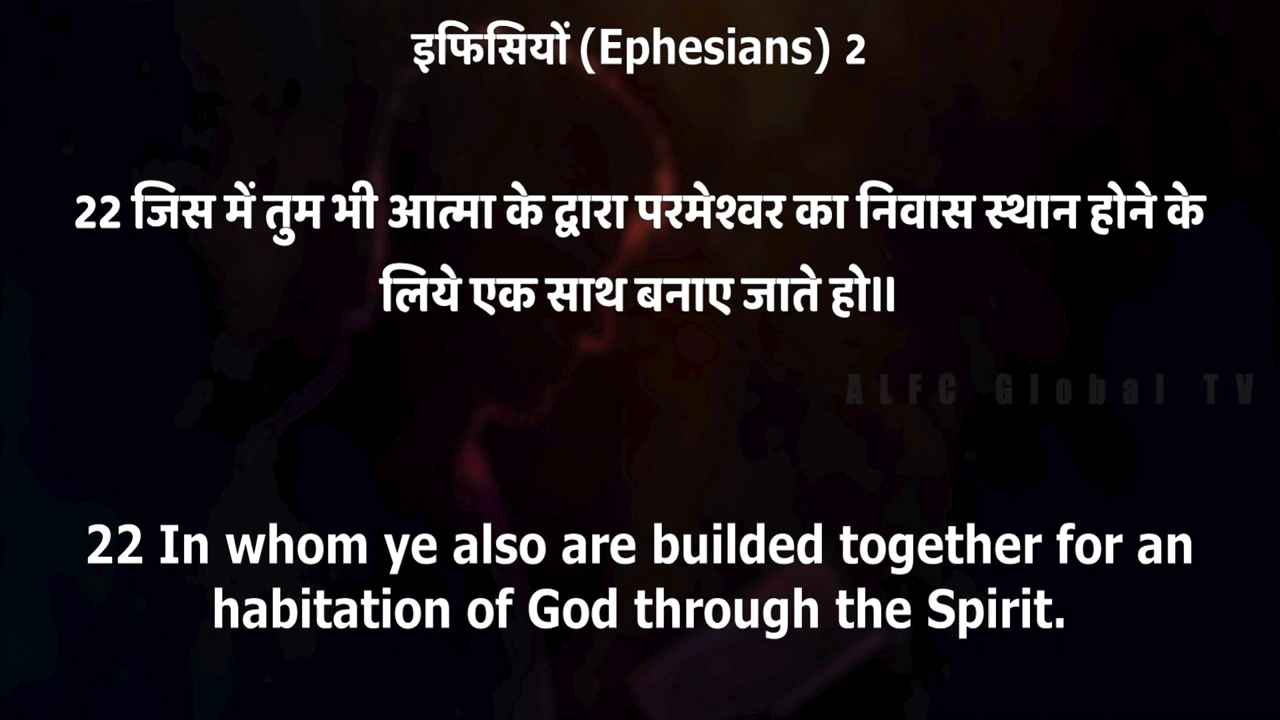 इफिसियों (Ephesians) 2
22 जिस में तुम भी आत्मा के द्वारा परमेश्वर का निवास स्थान होने के
लिये एक साथ बनाए जाते हो॥
ALFC Global TV
22 In whom ye also are builded together for an
habitation of God through the Spirit.